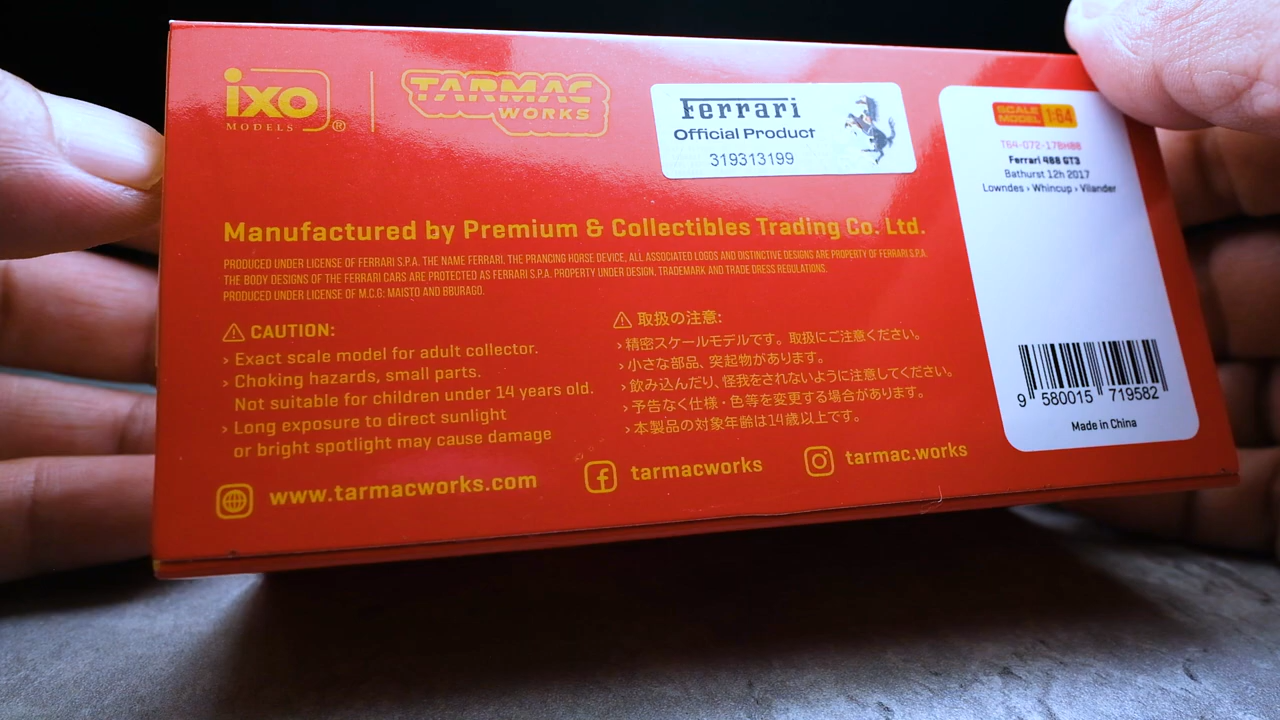 ixo
MODELS ®
TARMAC
WORKS
Ferrari
Official Product
319313199
SCALE
MODEL 1:64
T64-072-17BH88
Ferrari 488 GT3
Bathurst 12h 2017
Lowndes › Whincup › Vilander
Manufactured by Premium & Collectibles Trading Co. Ltd.
PRODUCED UNDER LICENSE OF FERRARI S.P.A. THE NAME FERRARI, THE PRANCING HORSE DEVICE, ALL ASSOCIATED LOGOS AND DISTINCTIVE DESIGNS ARE PROPERTY OF FERRARI S.P.A.
THE BODY DESIGNS OF THE FERRARI CARS ARE PROTECTED AS FERRARI S.P.A. PROPERTY UNDER DESIGN, TRADEMARK AND TRADE DRESS REGULATIONS.
PRODUCED UNDER LICENSE OF M.C.G: MAISTO AND BBURAGO.
CAUTION:
› Exact scale model for adult collector.
› Choking hazards, small parts.
Not suitable for children under 14 years old.
› Long exposure to direct sunlight
or bright spotlight may cause damage
取扱の注意:
›精密スケールモデルです。取扱にご注意ください。
›小さな部品、突起物があります。
›飲み込んだり、怪我をされないように注意してください。
›予告なく仕様・色等を変更する場合があります。
›本製品の対象年齢は14歳以上です。
9 580015 719582
Made in China
www.tarmacworks.com
tarmacworks
tarmac.works